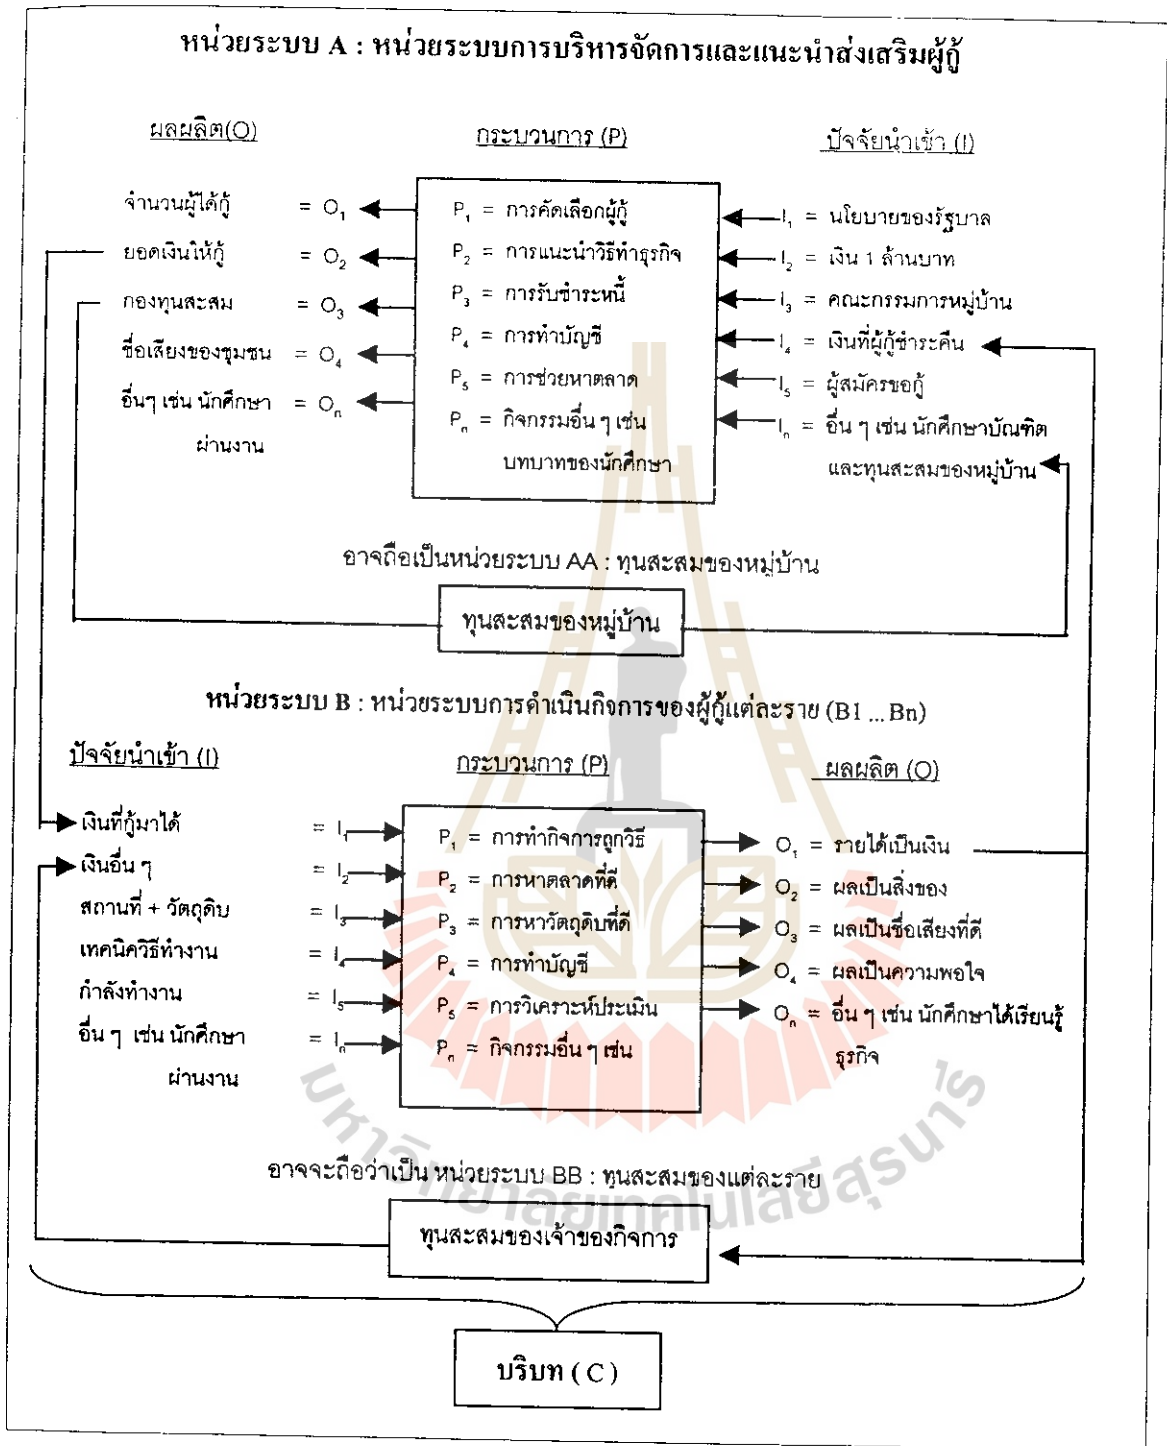 หน่วยระบบ A : หน่วยระบบการบริหารจัดการและแนะนำส่งเสริมผู้กู้
ผลผลิต(O)
กระบวนการ (P)
ปัจจัยนำเข้า (I)
จำนวนผู้ได้กู้ = O₁
ยอดเงินให้กู้ = O₂
กองทุนสะสม = O₃
ชื่อเสียงของชุมชน = O₄
อื่นๆ เช่น นักศึกษา = Oₙ
ผ่านงาน
P₁ = การคัดเลือกผู้กู้
P₂ = การแนะนำวิธีทำธุรกิจ
P₃ = การรับชำระหนี้
P₄ = การทำบัญชี
P₅ = การช่วยหาตลาด
Pₙ = กิจกรรมอื่น ๆ เช่น
บทบาทของนักศึกษา
I₁ = นโยบายของรัฐบาล
I₂ = เงิน 1 ล้านบาท
I₃ = คณะกรรมการหมู่บ้าน
I₄ = เงินที่ผู้กู้ชำระคืน
I₅ = ผู้สมัครขอกู้
Iₙ = อื่น ๆ เช่น นักศึกษาบัณฑิต
และทุนสะสมของหมู่บ้าน
อาจถือเป็นหน่วยระบบ AA : ทุนสะสมของหมู่บ้าน
ทุนสะสมของหมู่บ้าน
หน่วยระบบ B : หน่วยระบบการดำเนินกิจการของผู้กู้แต่ละราย (B1 ... Bn)
ปัจจัยนำเข้า (I)
กระบวนการ (P)
ผลผลิต (O)
เงินที่กู้มาได้ = I₁
เงินอื่น ๆ = I₂
สถานที่ + วัตถุดิบ = I₃
เทคนิควิธีทำงาน = I₄
กำลังทำงาน = I₅
อื่น ๆ เช่น นักศึกษา = Iₙ
ผ่านงาน
P₁ = การทำกิจการถูกวิธี
P₂ = การหาตลาดที่ดี
P₃ = การหาวัตถุดิบที่ดี
P₄ = การทำบัญชี
P₅ = การวิเคราะห์ประเมิน
Pₙ = กิจกรรมอื่น ๆ เช่น
O₁ = รายได้เป็นเงิน
O₂ = ผลเป็นสิ่งของ
O₃ = ผลเป็นชื่อเสียงที่ดี
O₄ = ผลเป็นความพอใจ
Oₙ = อื่น ๆ เช่น นักศึกษาได้เรียนรู้
ธุรกิจ
อาจจะถือว่าเป็น หน่วยระบบ BB : ทุนสะสมของแต่ละราย
ทุนสะสมของเจ้าของกิจการ
บริบท ( C )
มหาวิทยาลัยเทคโนโลยีสุรนารี